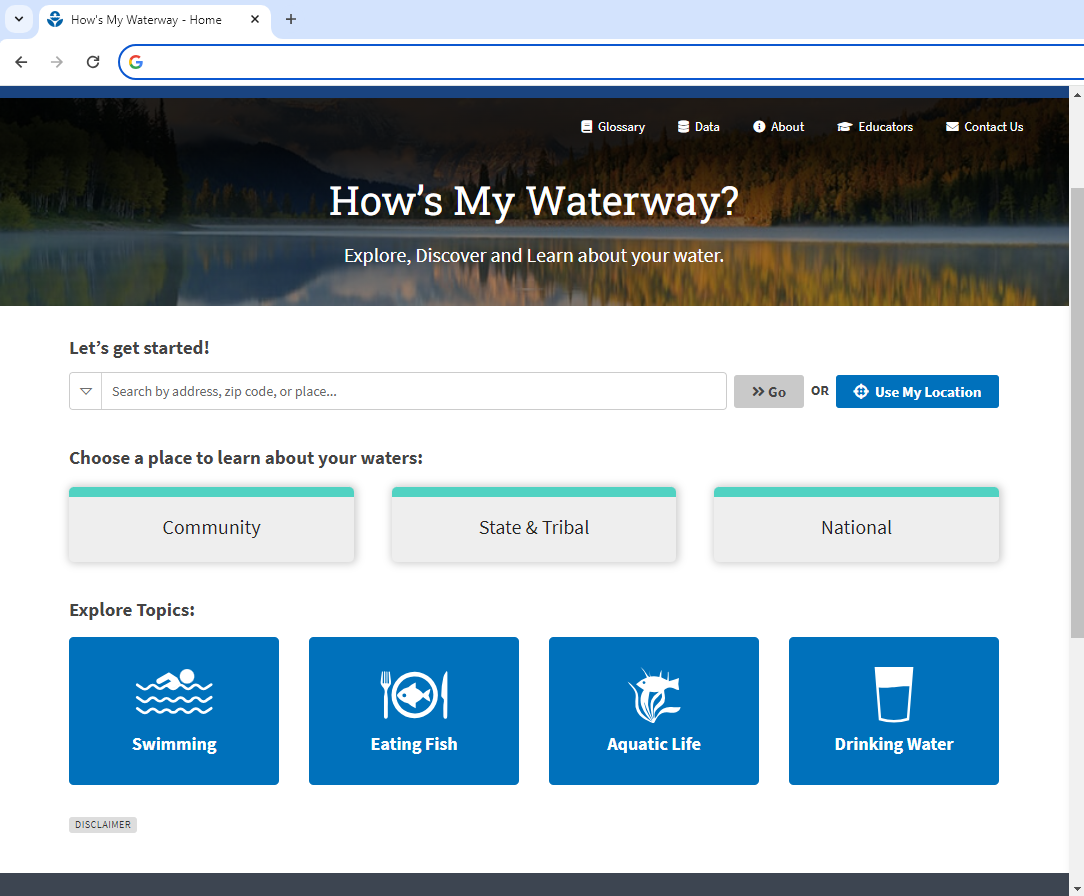 How's My Waterway - Home
Glossary
Data
About
Educators
Contact Us
How's My Waterway?
Explore, Discover and Learn about your water.
Let's get started!
Search by address, zip code, or place...
Go
OR
Use My Location
Choose a place to learn about your waters:
Community
State & Tribal
National
Explore Topics:
Swimming
Eating Fish
Aquatic Life
Drinking Water
DISCLAIMER